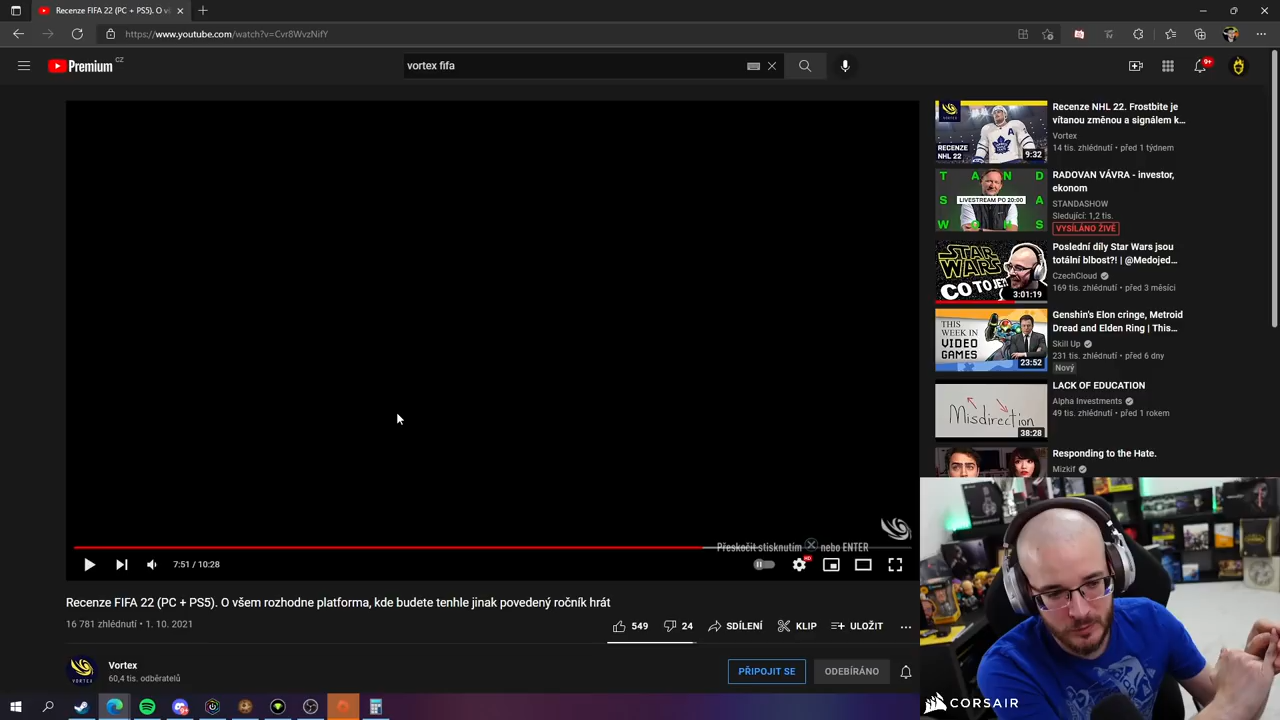 Recenze FIFA 22 (PC + PS5). O v
https://www.youtube.com/watch?v=Cvr8WvzNifY
Premium CZ
vortex fifa
9+
RECENZE
NHL 22
9:32
Recenze NHL 22. Frostbite je
vítanou změnou a signálem k...
Vortex
14 tis. zhlédnutí • před 1 týdnem
T A N D
S A
W U S
LIVESTREAM PO 20:00
RADOVAN VÁVRA - investor,
ekonom
STANDASHOW
Sledující: 1,2 tis.
VYSÍLÁNO ŽIVĚ
STAR
WARS
CO TO JE
3:01:19
Poslední díly Star Wars jsou
totální blbost?! | @Medojed...
CzechCloud
169 tis. zhlédnutí • před 3 měsíci
THIS
WEEK IN
VIDEO
GAMES
23:52
Genshin's Elon cringe, Metroid
Dread and Elden Ring | This...
Skill Up
231 tis. zhlédnutí • před 6 dny
Nový
Misdirection
38:28
LACK OF EDUCATION
Alpha Investments
49 tis. zhlédnutí • před 1 rokem
Responding to the Hate.
Mizkif
Přeskočit stisknutím X nebo ENTER
7:51 / 10:28
HD
Recenze FIFA 22 (PC + PS5). O všem rozhodne platforma, kde budete tenhle jinak povedený ročník hrát
16 781 zhlédnutí • 1. 10. 2021
549
24
SDÍLENÍ
KLIP
ULOŽIT
Vortex
60,4 tis. odběratelů
PŘIPOJIT SE
ODEBÍRÁNO
CORSAIR